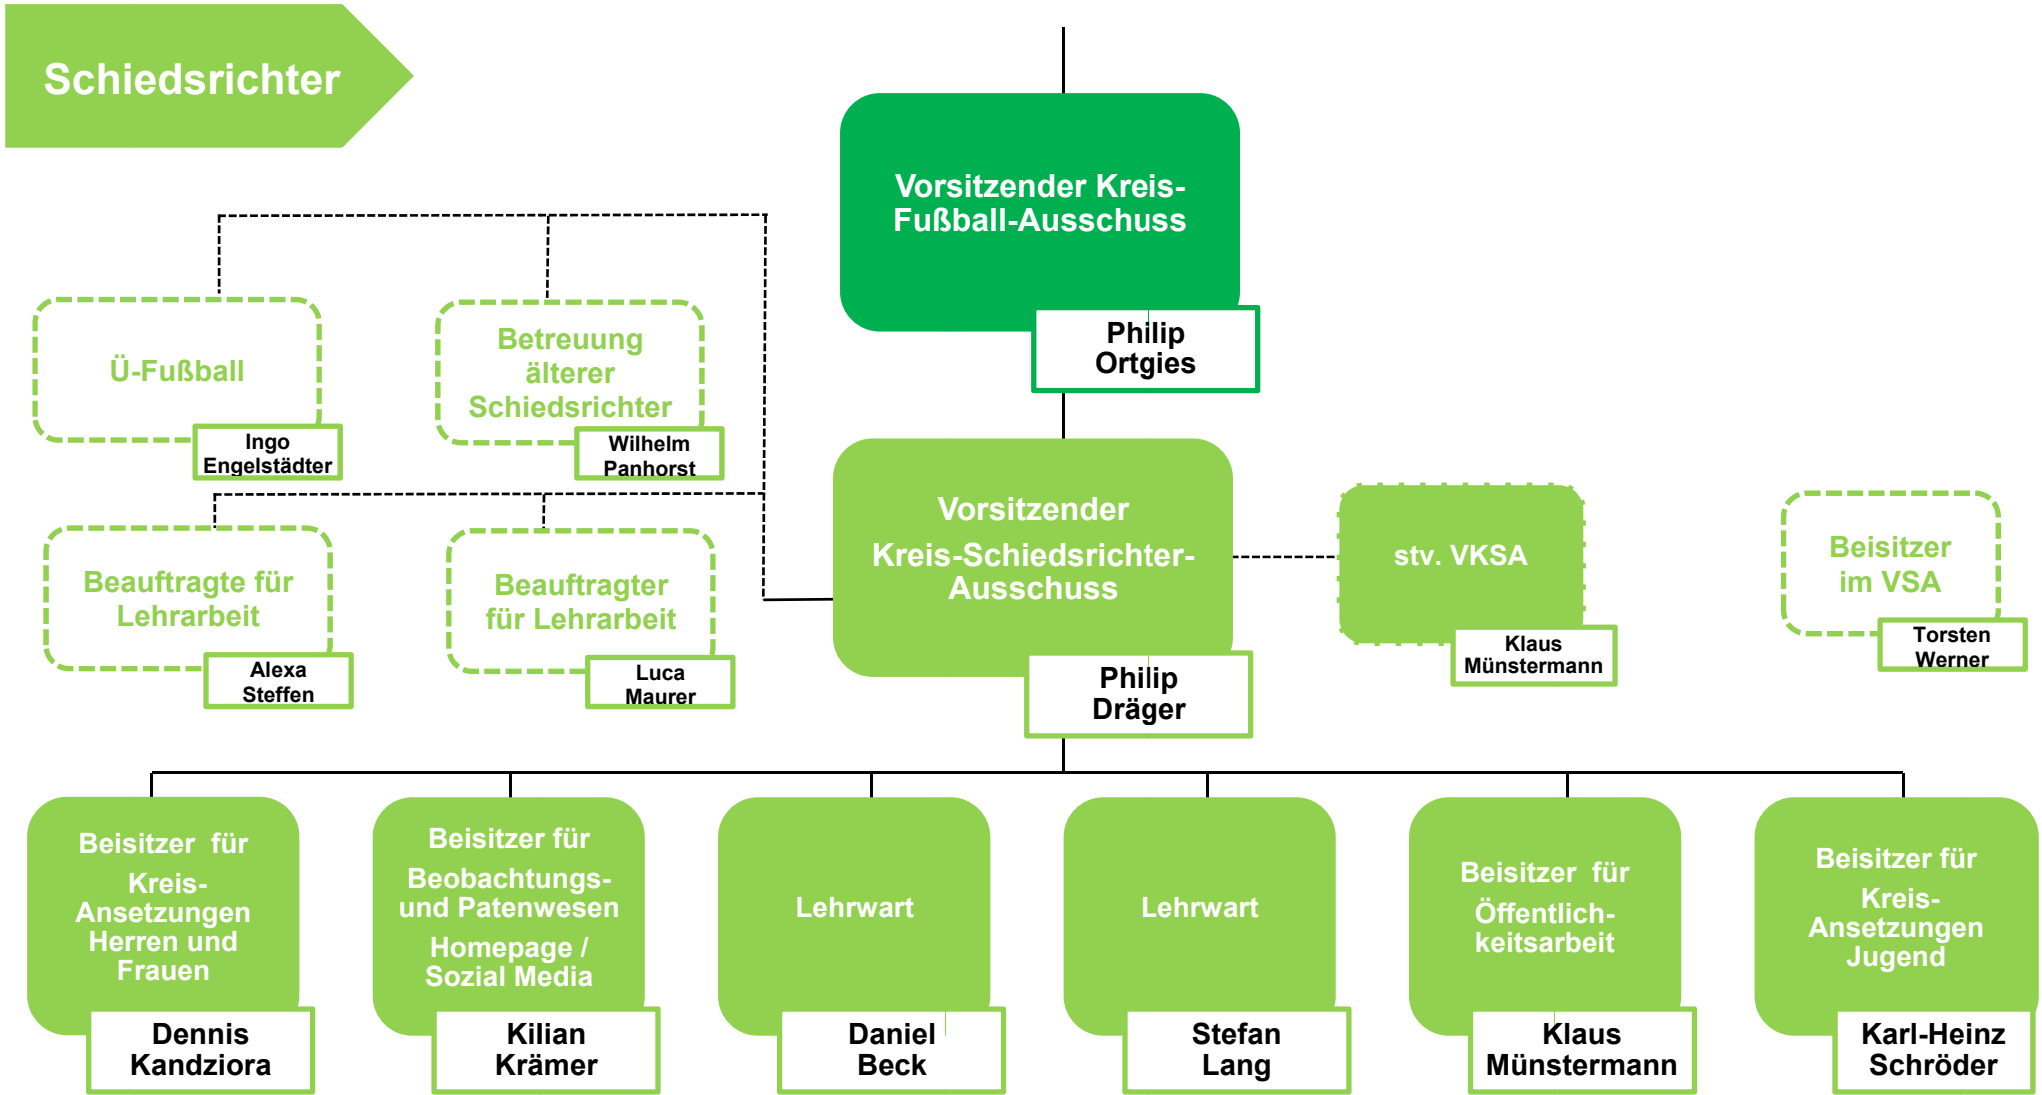 Schiedsrichter
Vorsitzender Kreis-
Fußball-Ausschuss
Philip
Ortgies
Ü-Fußball
Ingo
Engelstädter
Betreuung
älterer
Schiedsrichter
Wilhelm
Panhorst
Beauftragte für
Lehrarbeit
Alexa
Steffen
Beauftragter
für Lehrarbeit
Luca
Maurer
Vorsitzender
Kreis-Schiedsrichter-
Ausschuss
Philip
Dräger
stv. VKSA
Klaus
Münstermann
Beisitzer
im VSA
Torsten
Werner
Beisitzer  für
Kreis-
Ansetzungen
Herren und
Frauen
Dennis
Kandziora
Beisitzer für
Beobachtungs-
und Patenwesen
Homepage /
Sozial Media
Kilian
Krämer
Lehrwart
Daniel
Beck
Lehrwart
Stefan
Lang
Beisitzer  für
Öffentlich-
keitsarbeit
Klaus
Münstermann
Beisitzer für
Kreis-
Ansetzungen
Jugend
Karl-Heinz
Schröder